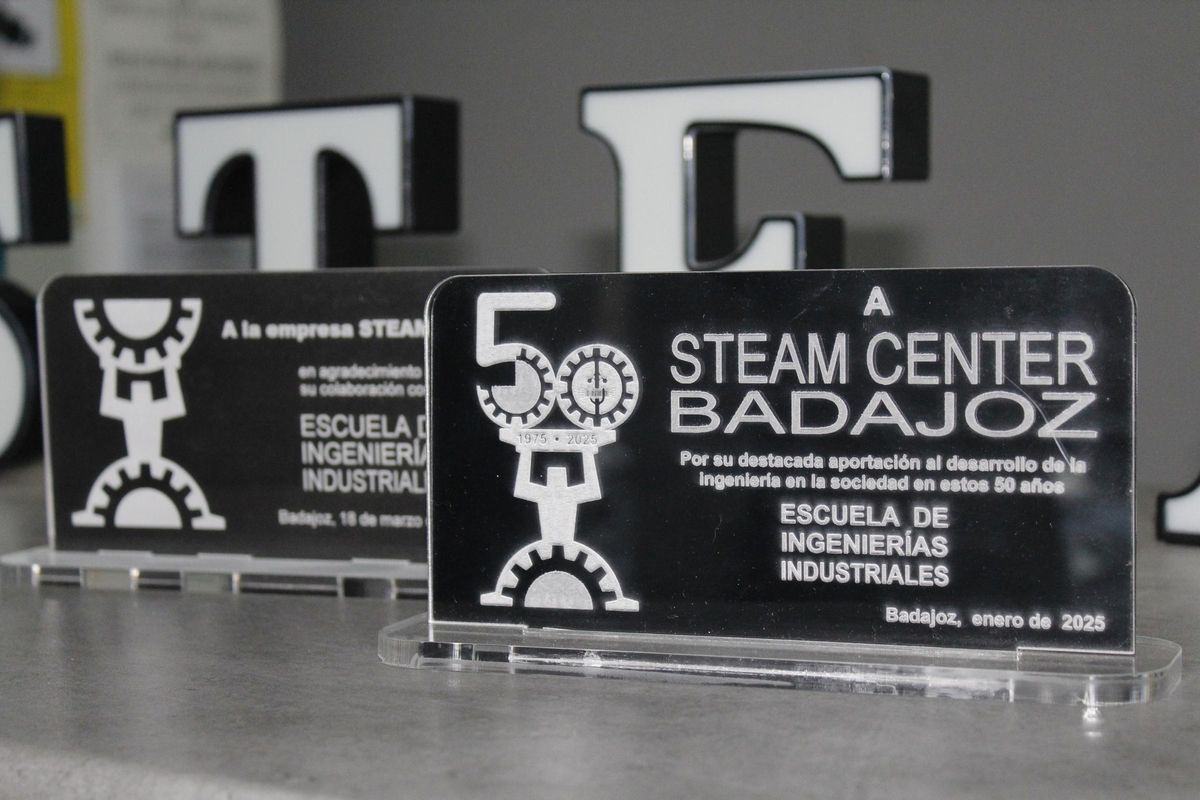 T E
A la empresa STEAM
en agradecimiento
su colaboración co
ESCUELA D
INGENIERÍA
INDUSTRIAL
Badajoz, 18 de marzo
50
1975 • 2025
A
STEAM CENTER
BADAJOZ
Por su destacada aportación al desarrollo de la
ingeniería en la sociedad en estos 50 años
ESCUELA DE
INGENIERÍAS
INDUSTRIALES
Badajoz, enero de 2025